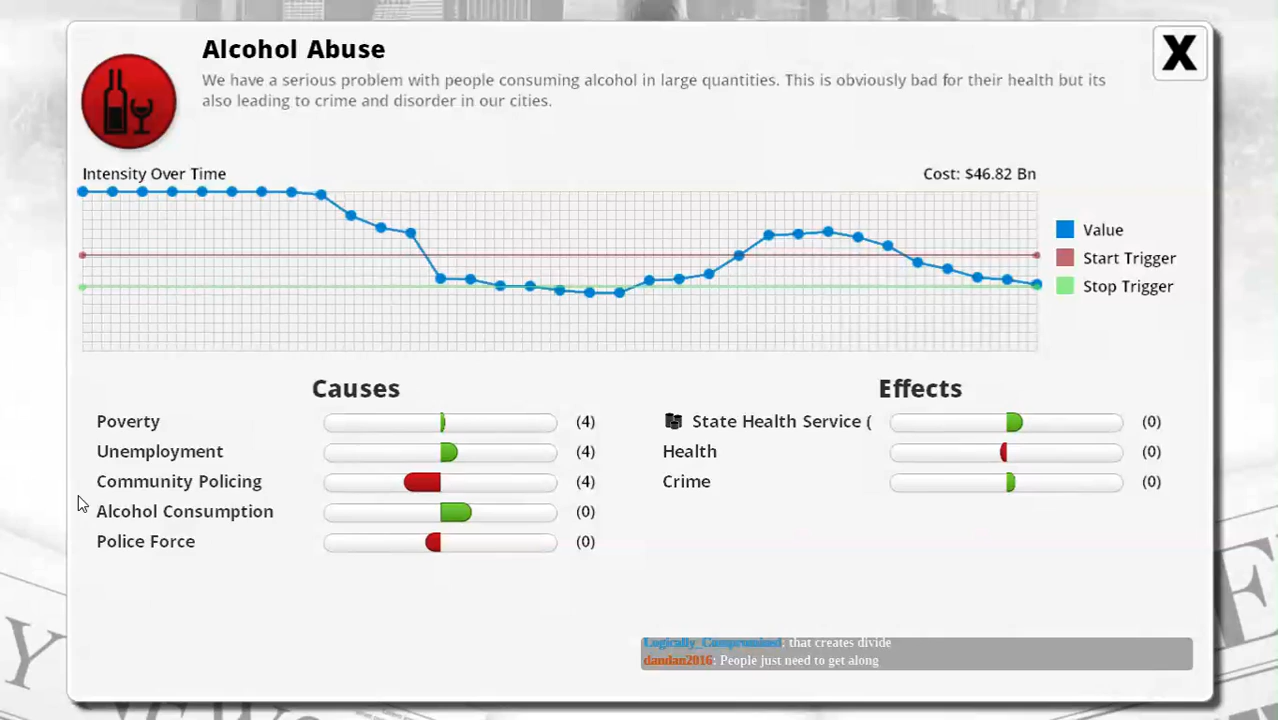 Alcohol Abuse
X
We have a serious problem with people consuming alcohol in large quantities. This is obviously bad for their health but its
also leading to crime and disorder in our cities.
Intensity Over Time
Cost: $46.82 Bn
Value
Start Trigger
Stop Trigger
Causes
Poverty (4)
Unemployment (4)
Community Policing (4)
Alcohol Consumption (0)
Police Force (0)
Effects
State Health Service ( (0)
Health (0)
Crime (0)
Logically_Compromised: that creates divide
dandan2016: People just need to get along